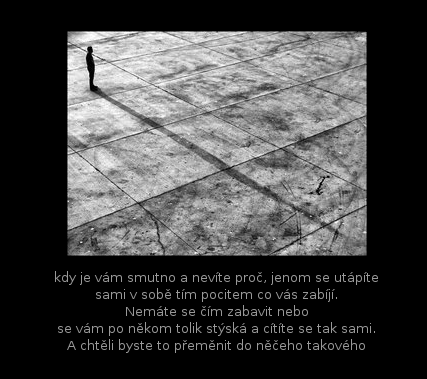 kdy je vám smutno a nevíte proč, jenom se utápíte
sami v sobě tím pocitem co vás zabíjí.
Nemáte se čím zabavit nebo
se vám po někom tolik stýská a cítíte se tak sami.
A chtěli byste to přeměnit do něčeho takového